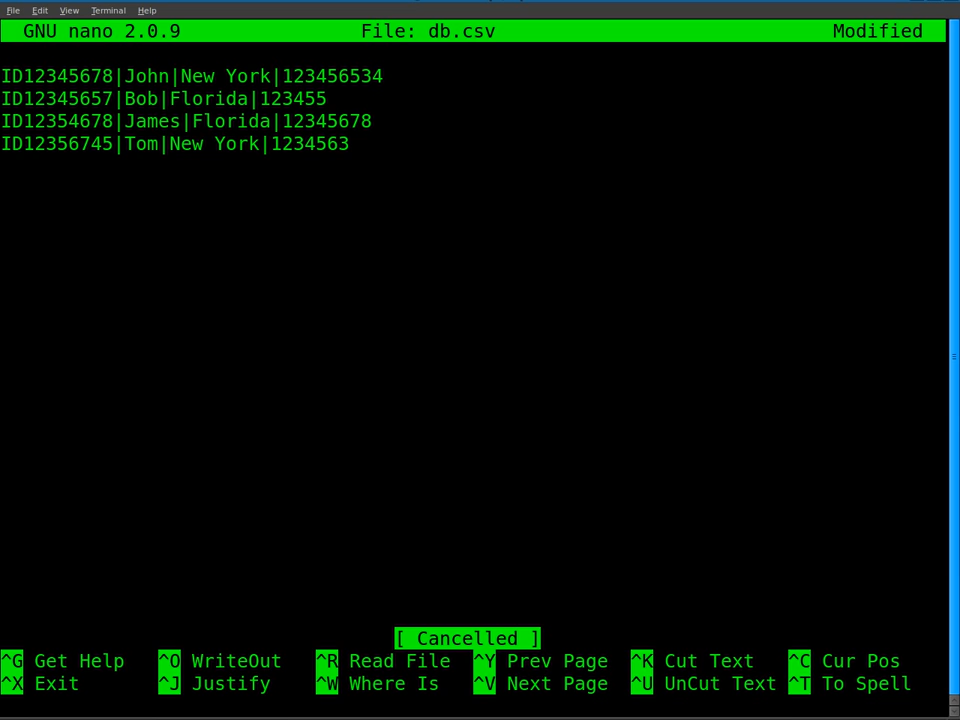 File Edit View Terminal Help
GNU nano 2.0.9 File: db.csv Modified
ID12345678|John|New York|123456534
ID12345657|Bob|Florida|123455
ID12354678|James|Florida|12345678
ID12356745|Tom|New York|1234563
[ Cancelled ]
^G Get Help ^O WriteOut ^R Read File ^Y Prev Page ^K Cut Text ^C Cur Pos
^X Exit ^J Justify ^W Where Is ^V Next Page ^U UnCut Text ^T To Spell